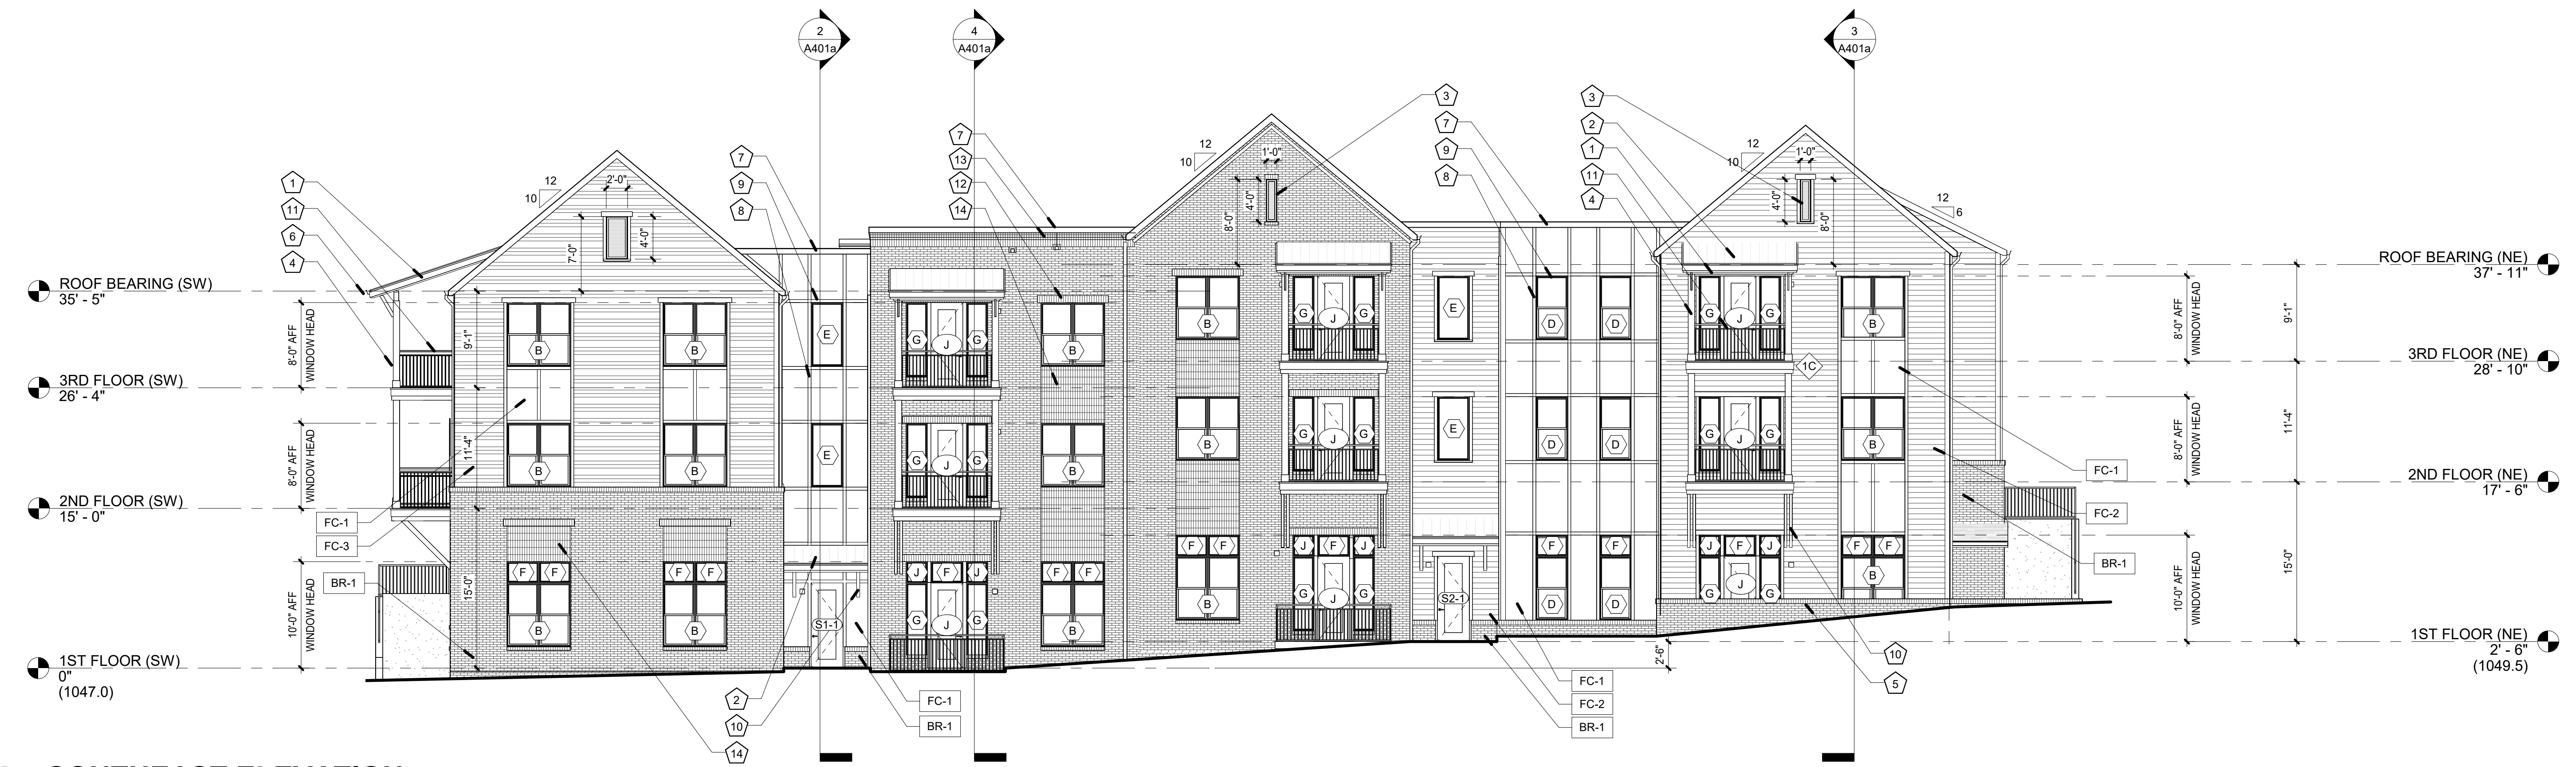 2
A401a
4
A401a
3
A401a
1
11
6
4
12
10
2'-0"
7'-0"
4'-0"
7
9
8
7
13
12
14
12
10
1'-0"
4'-0"
8'-0"
3
7
9
8
3
2
1
11
4
12
10
1'-0"
4'-0"
8'-0"
12
6
ROOF BEARING (SW)
35' - 5"
3RD FLOOR (SW)
26' - 4"
2ND FLOOR (SW)
15' - 0"
1ST FLOOR (SW)
0"
(1047.0)
8'-0" AFF
WINDOW HEAD
8'-0" AFF
WINDOW HEAD
10'-0" AFF
WINDOW HEAD
9'-1"
11'-4"
15'-0"
FC-1
FC-3
BR-1
B
B
E
G
J
G
B
B
G
J
G
E
D
D
G
J
G
B
1C
B
B
E
G
J
G
B
B
G
J
G
E
D
D
G
J
G
B
F
F
F
F
J
F
J
F
F
F
F
J
F
J
F
F
J
F
J
F
F
B
B
S1-1
G
J
G
B
B
G
J
G
S2-1
D
D
G
J
G
B
2
10
14
FC-1
BR-1
2'-6"
FC-1
FC-2
BR-1
10
5
FC-1
FC-2
BR-1
8'-0" AFF
WINDOW HEAD
8'-0" AFF
WINDOW HEAD
10'-0" AFF
WINDOW HEAD
9'-1"
11'-4"
15'-0"
ROOF BEARING (NE)
37' - 11"
3RD FLOOR (NE)
28' - 10"
2ND FLOOR (NE)
17' - 6"
1ST FLOOR (NE)
2' - 6"
(1049.5)
SOUTHEAST ELEVATION